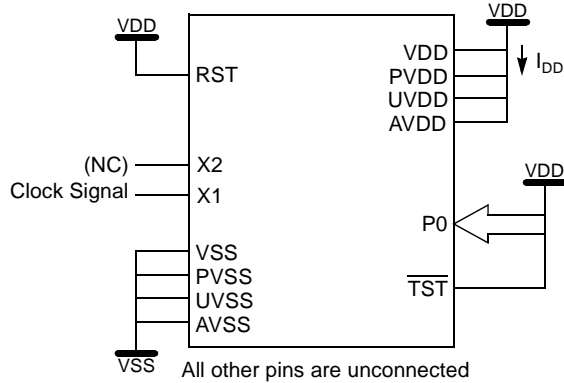 VDD
RST
(NC)
X2
Clock Signal
X1
VSS
PVSS
UVSS
AVSS
VSS
VDD
VDD
PVDD
UVDD
AVDD
IDD
VDD
P0
TST
All other pins are unconnected